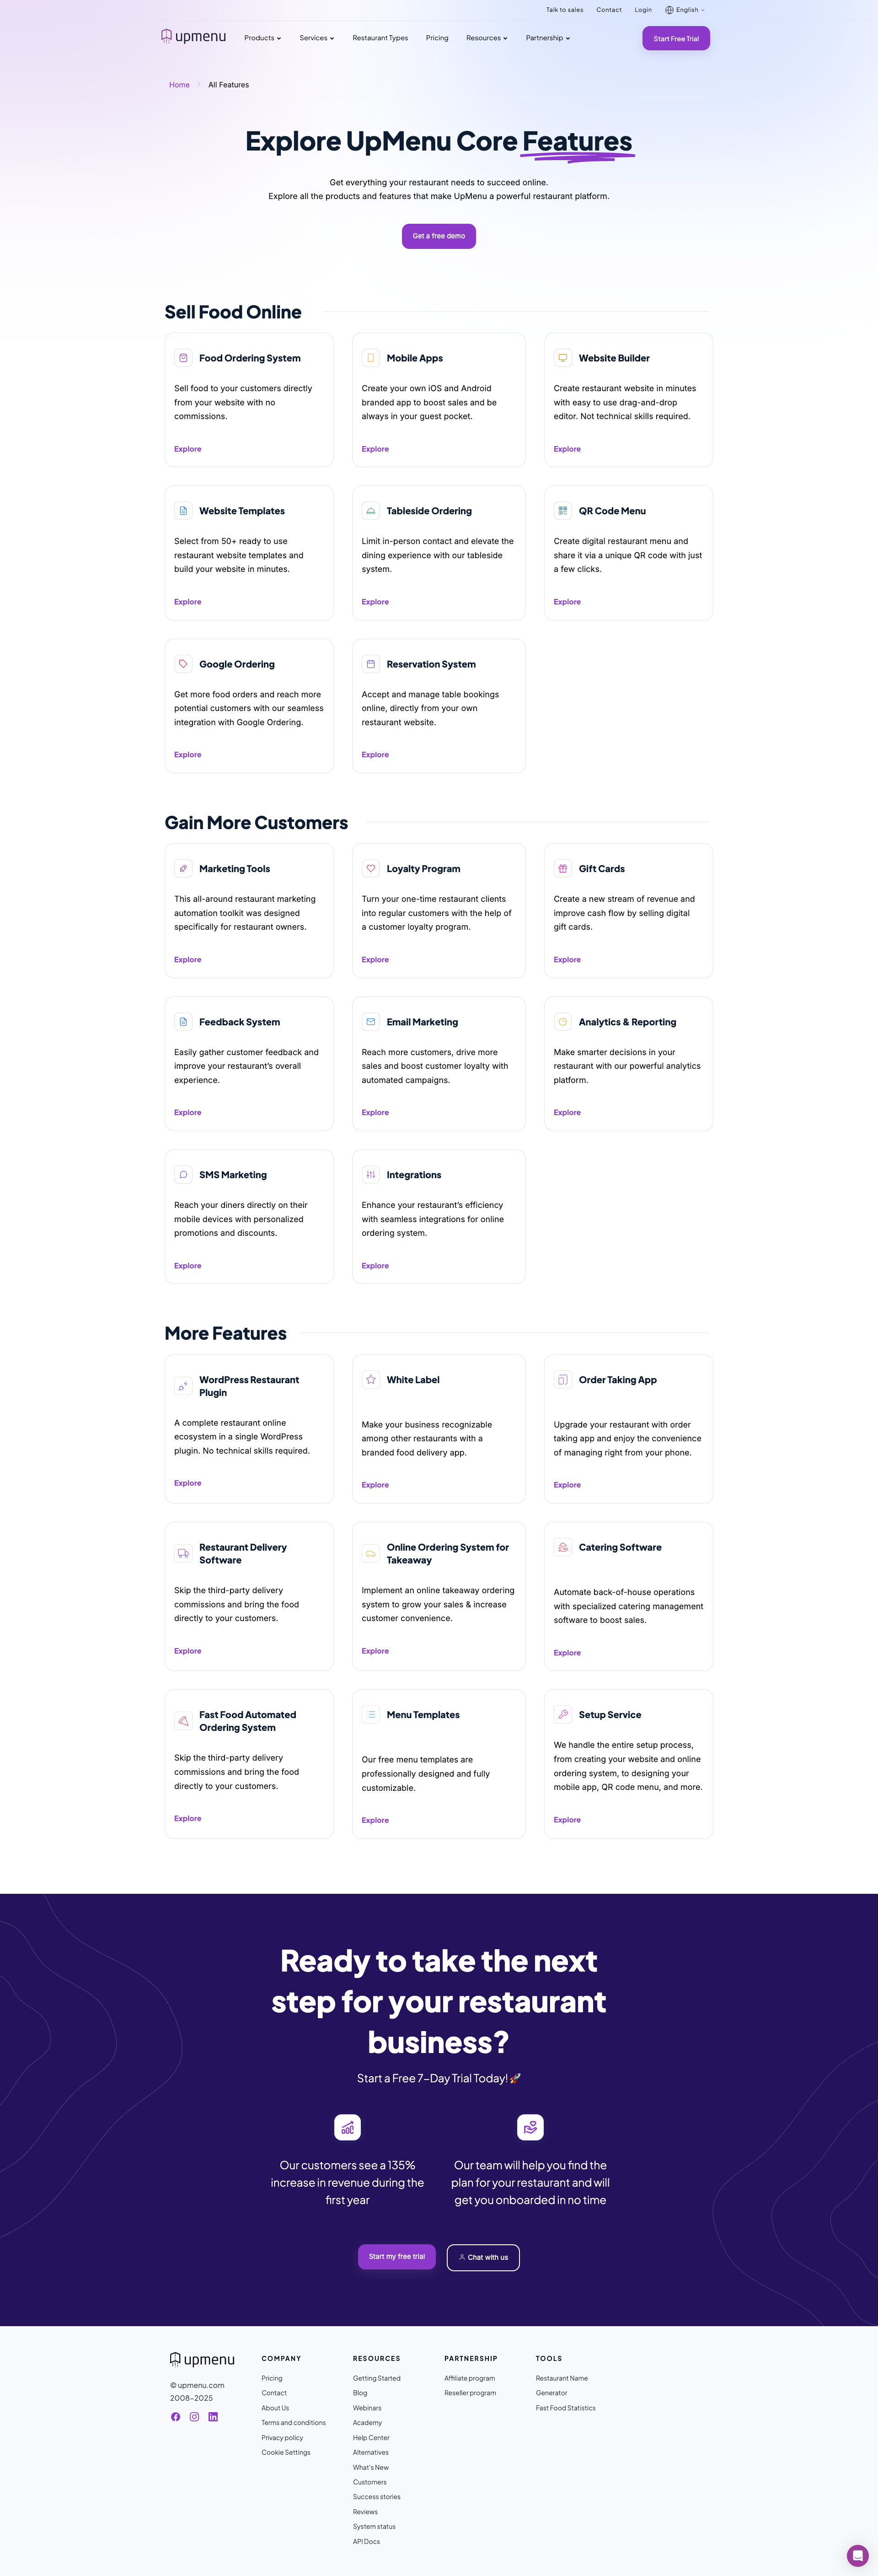 Talk to sales Contact Login English
upmenu Products Services Restaurant Types Pricing Resources Partnership Start Free Trial
Home All Features
Explore UpMenu Core Features
Get everything your restaurant needs to succeed online.
Explore all the products and features that make UpMenu a powerful restaurant platform.
Get a free demo
Sell Food Online
Food Ordering System
Sell food to your customers directly
from your website with no
commissions.
Explore
Mobile Apps
Create your own iOS and Android
branded app to boost sales and be
always in your guest pocket.
Explore
Website Builder
Create restaurant website in minutes
with easy to use drag-and-drop
editor. Not technical skills required.
Explore
Website Templates
Select from 50+ ready to use
restaurant website templates and
build your website in minutes.
Explore
Tableside Ordering
Limit in-person contact and elevate the
dining experience with our tableside
system.
Explore
QR Code Menu
Create digital restaurant menu and
share it via a unique QR code with just
a few clicks.
Explore
Google Ordering
Get more food orders and reach more
potential customers with our seamless
integration with Google Ordering.
Explore
Reservation System
Accept and manage table bookings
online, directly from your own
restaurant website.
Explore
Gain More Customers
Marketing Tools
This all-around restaurant marketing
automation toolkit was designed
specifically for restaurant owners.
Explore
Loyalty Program
Turn your one-time restaurant clients
into regular customers with the help of
a customer loyalty program.
Explore
Gift Cards
Create a new stream of revenue and
improve cash flow by selling digital
gift cards.
Explore
Feedback System
Easily gather customer feedback and
improve your restaurant's overall
experience.
Explore
Email Marketing
Reach more customers, drive more
sales and boost customer loyalty with
automated campaigns.
Explore
Analytics & Reporting
Make smarter decisions in your
restaurant with our powerful analytics
platform.
Explore
SMS Marketing
Reach your diners directly on their
mobile devices with personalized
promotions and discounts.
Explore
Integrations
Enhance your restaurant's efficiency
with seamless integrations for online
ordering system.
Explore
More Features
WordPress Restaurant
Plugin
A complete restaurant online
ecosystem in a single WordPress
plugin. No technical skills required.
Explore
White Label
Make your business recognizable
among other restaurants with a
branded food delivery app.
Explore
Order Taking App
Upgrade your restaurant with order
taking app and enjoy the convenience
of managing right from your phone.
Explore
Restaurant Delivery
Software
Skip the third-party delivery
commissions and bring the food
directly to your customers.
Explore
Online Ordering System for
Takeaway
Implement an online takeaway ordering
system to grow your sales & increase
customer convenience.
Explore
Catering Software
Automate back-of-house operations
with specialized catering management
software to boost sales.
Explore
Fast Food Automated
Ordering System
Skip the third-party delivery
commissions and bring the food
directly to your customers.
Explore
Menu Templates
Our free menu templates are
professionally designed and fully
customizable.
Explore
Setup Service
We handle the entire setup process,
from creating your website and online
ordering system, to designing your
mobile app, QR code menu, and more.
Explore
Ready to take the next
step for your restaurant
business?
Start a Free 7-Day Trial Today! 🚀
Our customers see a 135%
increase in revenue during the
first year
Our team will help you find the
plan for your restaurant and will
get you onboarded in no time
Start my free trial
Chat with us
upmenu
© upmenu.com
2008-2025
COMPANY
Pricing
Contact
About Us
Terms and conditions
Privacy policy
Cookie Settings
RESOURCES
Getting Started
Blog
Webinars
Academy
Help Center
Alternatives
What's New
Customers
Success stories
Reviews
System status
API Docs
PARTNERSHIP
Affiliate program
Reseller program
TOOLS
Restaurant Name
Generator
Fast Food Statistics